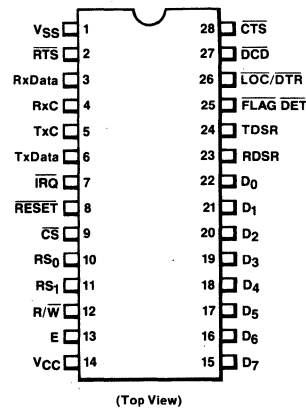 VSS 1 28 CTS
RTS 2 27 DCD
RxData 3 26 LOC/DTR
RxC 4 25 FLAG DET
TxC 5 24 TDSR
TxData 6 23 RDSR
IRQ 7 22 D0
RESET 8 21 D1
CS 9 20 D2
RS0 10 19 D3
RS1 11 18 D4
R/W 12 17 D5
E 13 16 D6
VCC 14 15 D7
(Top View)